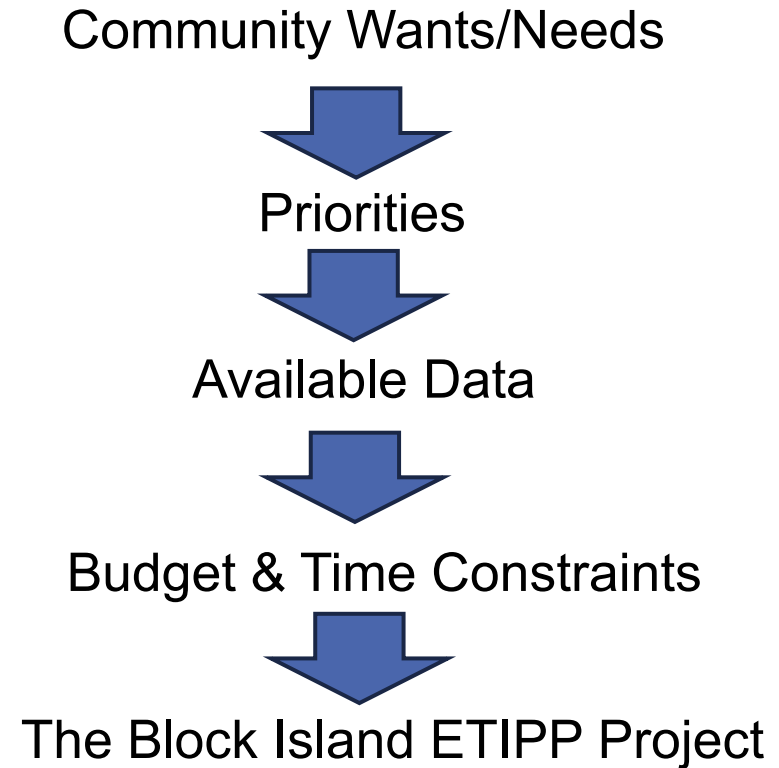 Community Wants/Needs
Priorities
Available Data
Budget & Time Constraints
The Block Island ETIPP Project